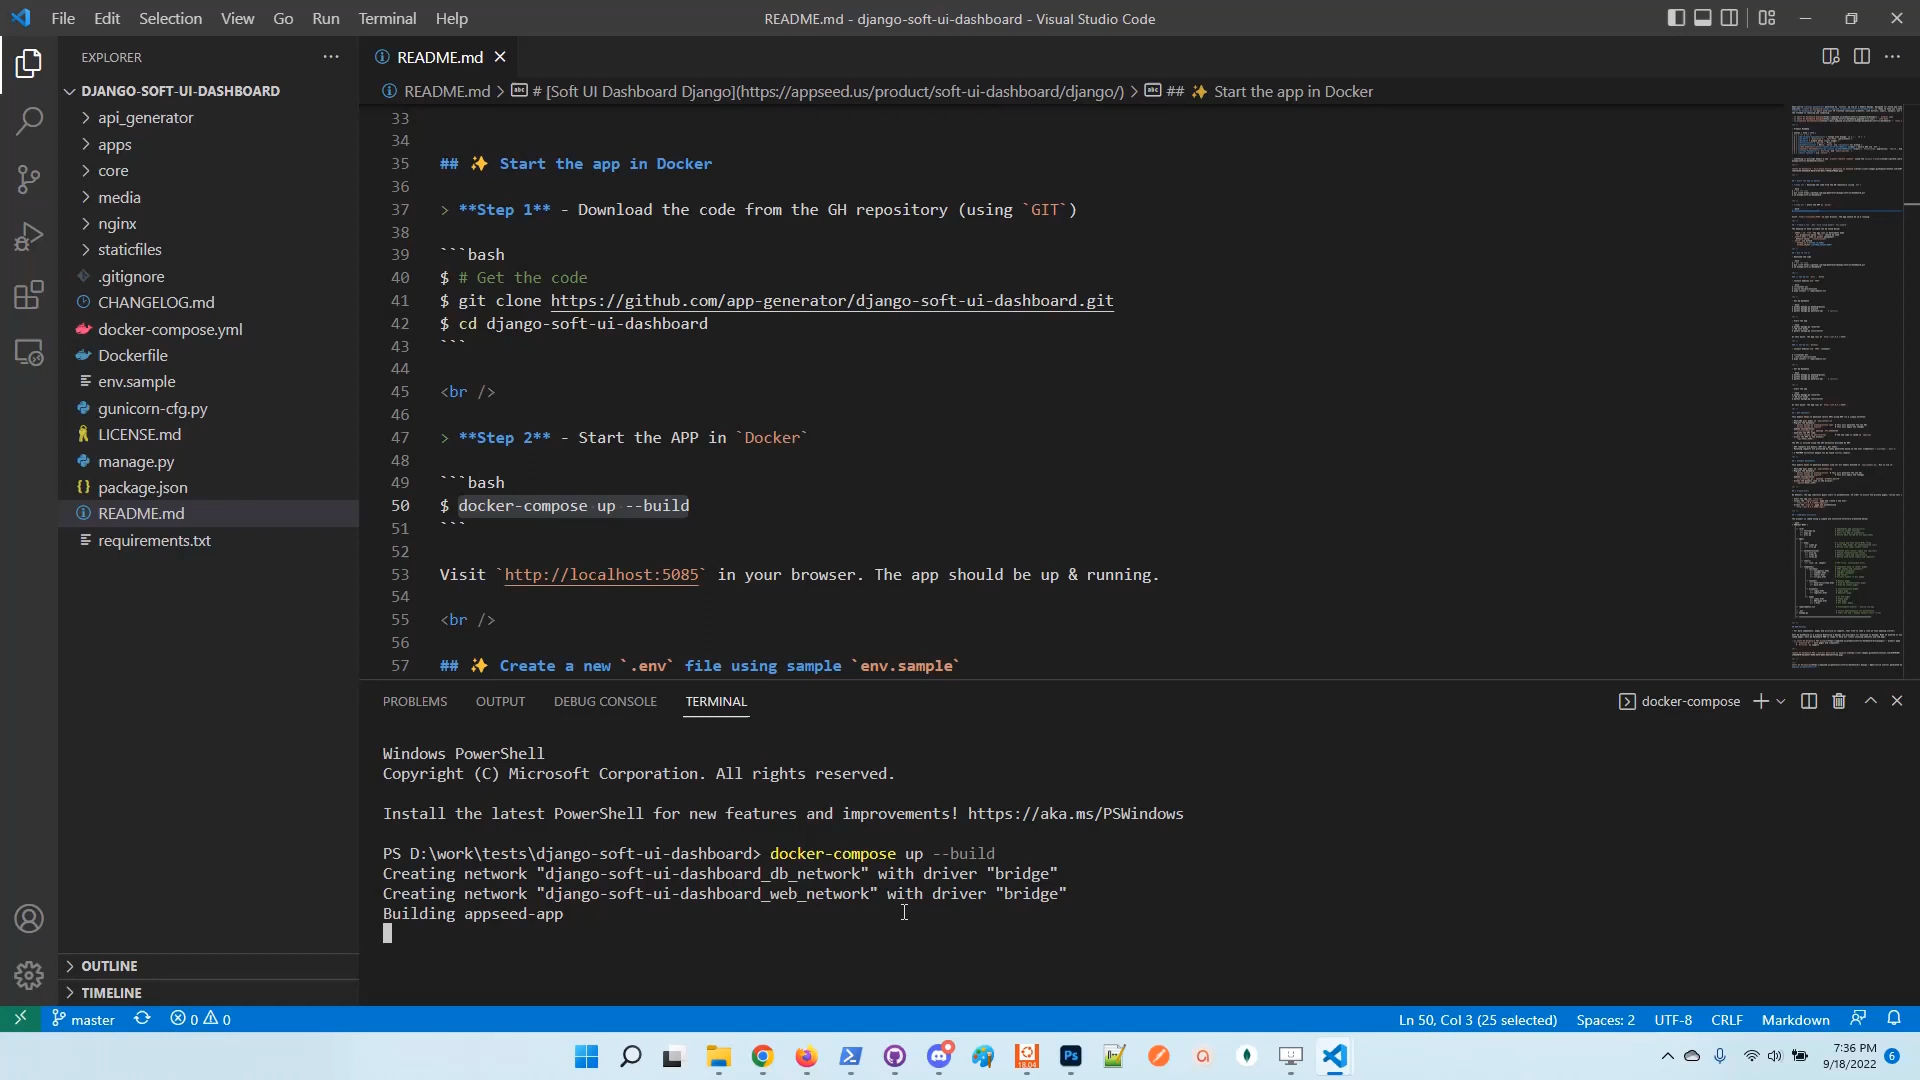 File Edit Selection View Go Run Terminal Help
README.md - django-soft-ui-dashboard - Visual Studio Code
EXPLORER
DJANGO-SOFT-UI-DASHBOARD
api_generator
apps
core
media
nginx
staticfiles
.gitignore
CHANGELOG.md
docker-compose.yml
Dockerfile
env.sample
gunicorn-cfg.py
LICENSE.md
manage.py
package.json
README.md
requirements.txt
OUTLINE
TIMELINE
README.md
README.md > # [Soft UI Dashboard Django](https://appseed.us/product/soft-ui-dashboard/django/) > ## ✨ Start the app in Docker
33
34
35 ## ✨ Start the app in Docker
36
37 > **Step 1** - Download the code from the GH repository (using `GIT`)
38
39 ```bash
40 $ # Get the code
41 $ git clone https://github.com/app-generator/django-soft-ui-dashboard.git
42 $ cd django-soft-ui-dashboard
43 ```
44
45 <br />
46
47 > **Step 2** - Start the APP in `Docker`
48
49 ```bash
50 $ docker-compose up --build
51 ```
52
53 Visit `http://localhost:5085` in your browser. The app should be up & running.
54
55 <br />
56
57 ## ✨ Create a new `.env` file using sample `env.sample`
PROBLEMS OUTPUT DEBUG CONSOLE TERMINAL
docker-compose
Windows PowerShell
Copyright (C) Microsoft Corporation. All rights reserved.
Install the latest PowerShell for new features and improvements! https://aka.ms/PSWindows
PS D:\work\tests\django-soft-ui-dashboard> docker-compose up --build
Creating network "django-soft-ui-dashboard_db_network" with driver "bridge"
Creating network "django-soft-ui-dashboard_web_network" with driver "bridge"
Building appseed-app
master 0 0
Ln 50, Col 3 (25 selected) Spaces: 2 UTF-8 CRLF Markdown
Ps
18.04
7:36 PM
9/18/2022
6